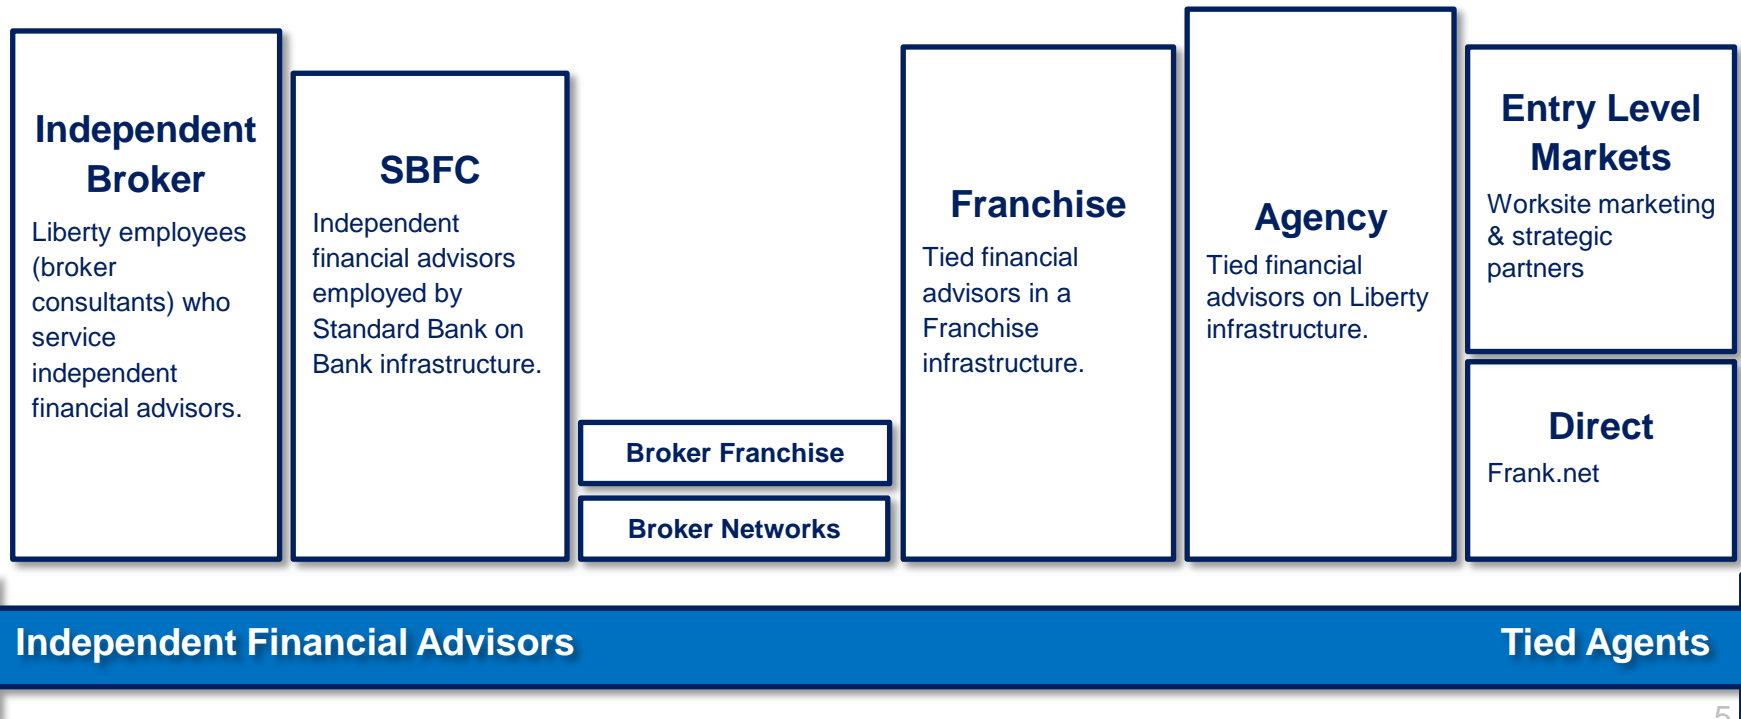 Independent
Broker
Liberty employees
(broker
consultants) who
service
independent
financial advisors.
SBFC
Independent
financial advisors
employed by
Standard Bank on
Bank infrastructure.
Broker Franchise
Broker Networks
Franchise
Tied financial
advisors in a
Franchise
infrastructure.
Agency
Tied financial
advisors on Liberty
infrastructure.
Entry Level
Markets
Worksite marketing
& strategic
partners
Direct
Frank.net
Independent Financial Advisors
Tied Agents
5